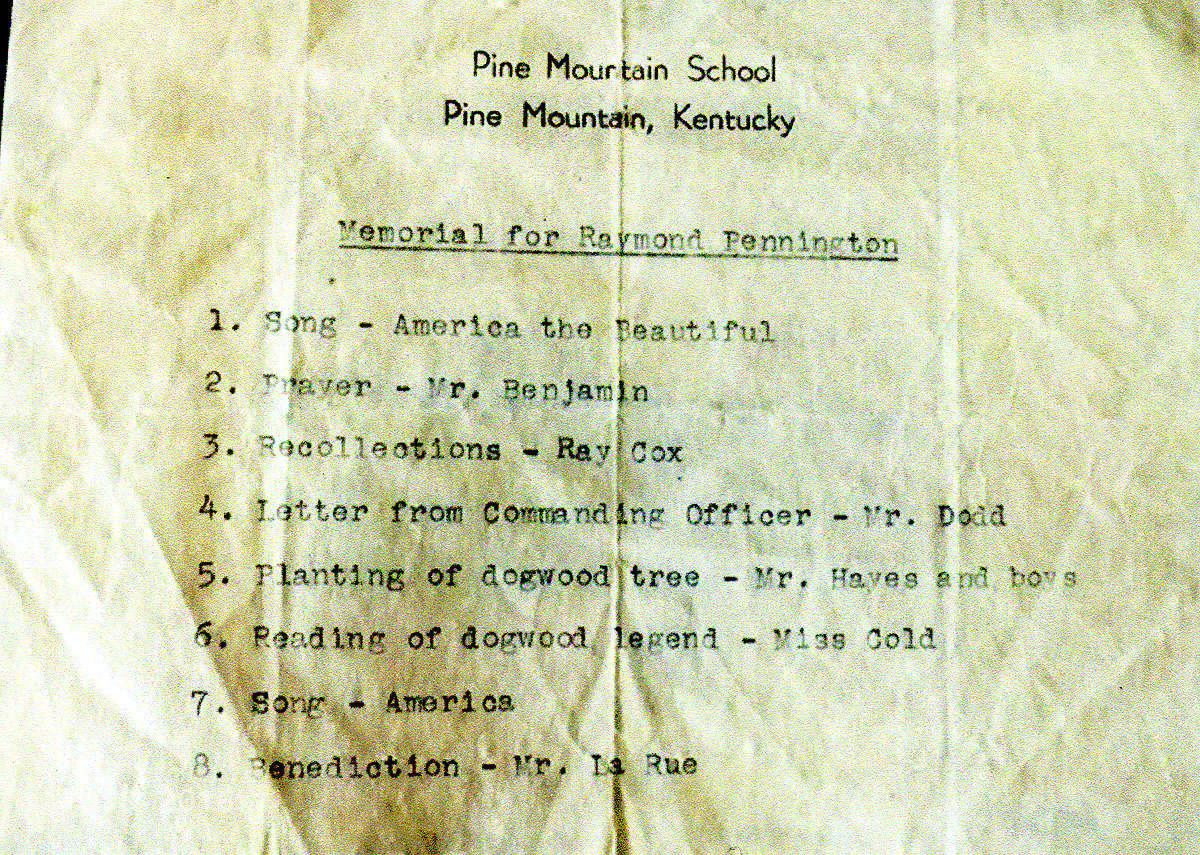 Pine Mountain School
Pine Mountain, Kentucky
Memorial for Raymond Pennington
1. Song - America the Beautiful
2. Prayer - Mr. Benjamin
3. Recollections - Ray Cox
4. Letter from Commanding Officer - Mr. Dodd
5. Planting of dogwood tree - Mr. Hayes and boys
6. Reading of dogwood legend - Miss Cold
7. Song - America
8. Benediction - Mr. La Rue